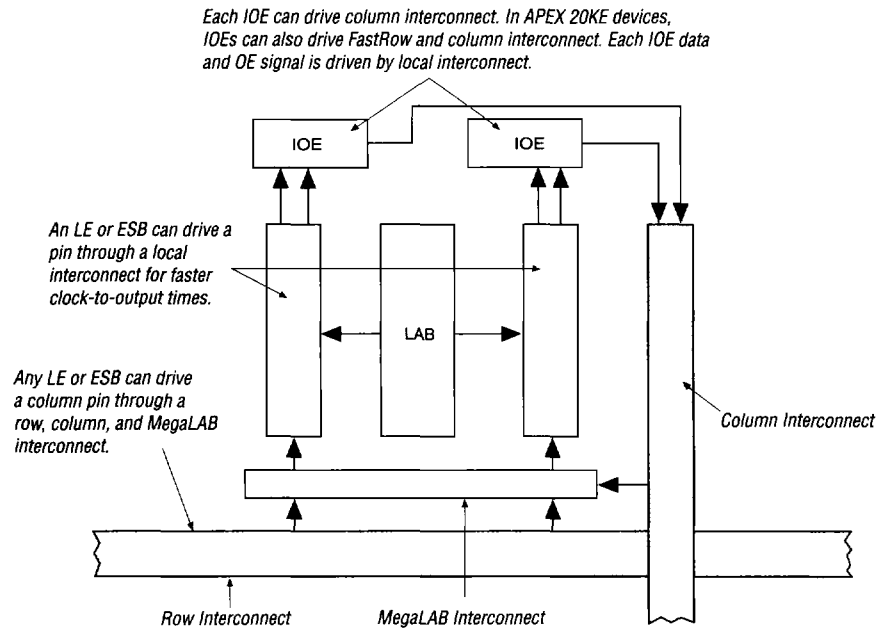 Each IOE can drive column interconnect. In APEX 20KE devices,
IOEs can also drive FastRow and column interconnect. Each IOE data
and OE signal is driven by local interconnect.
IOE
IOE
An LE or ESB can drive a
pin through a local
interconnect for faster
clock-to-output times.
LAB
Any LE or ESB can drive
a column pin through a
row, column, and MegaLAB
interconnect.
Column Interconnect
Row Interconnect
MegaLAB Interconnect